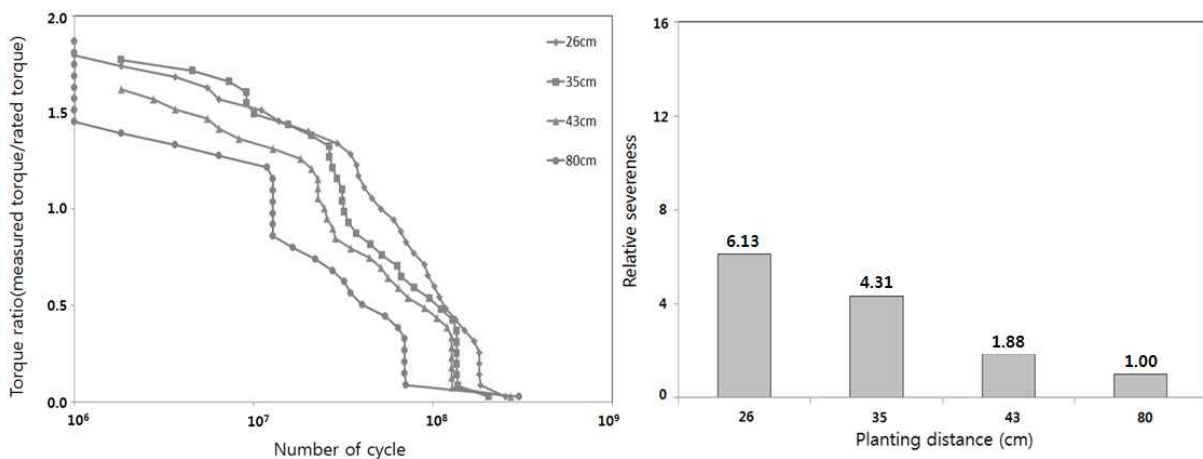 2.0
1.5
1.0
0.5
0.0
Torque ratio(measured torque/rated torque)
26cm
35cm
43cm
80cm
10⁶
10⁷
10⁸
10⁹
Number of cycle
16
12
8
4
0
Relative severeness
6.13
4.31
1.88
1.00
26
35
43
80
Planting distance (cm)